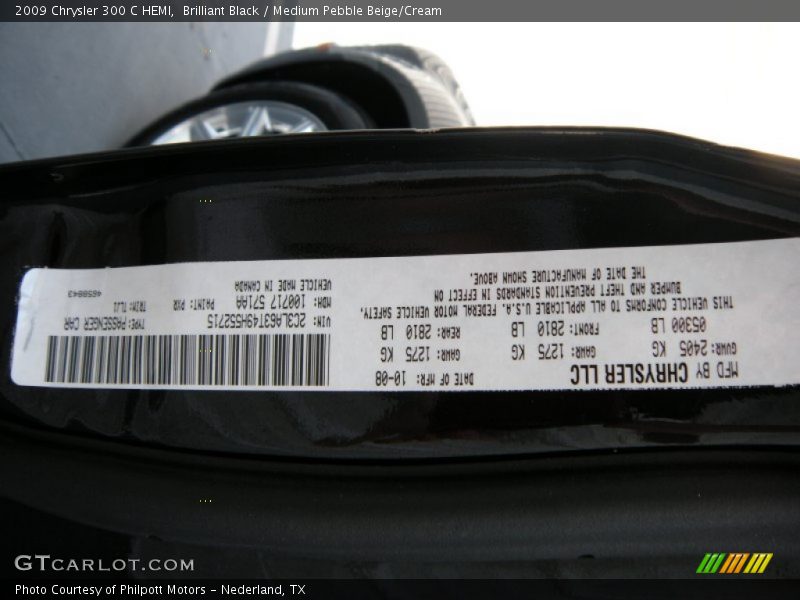 2009 Chrysler 300 C HEMI, Brilliant Black / Medium Pebble Beige/Cream
MFD BY CHRYSLER LLC
DATE OF MFR: 10-08
GVWR: 2405 KG
GAWR: 1275 KG
GAWR: 1275 KG
05300 LB
FRONT: 2810 LB
REAR: 2810 LB
THIS VEHICLE CONFORMS TO ALL APPLICABLE U.S.A. FEDERAL MOTOR VEHICLE SAFETY,
BUMPER AND THEFT PREVENTION STANDARDS IN EFFECT ON
THE DATE OF MANUFACTURE SHOWN ABOVE.
VIN: 2C3LA63T49H552715
TYPE: PASSENGER CAR
MDH: 100717 571AA
PAINT: PXR
TRIM: TLJ1
VEHICLE MADE IN CANADA
4658843
GTCARLOT.COM
Photo Courtesy of Philpott Motors - Nederland, TX